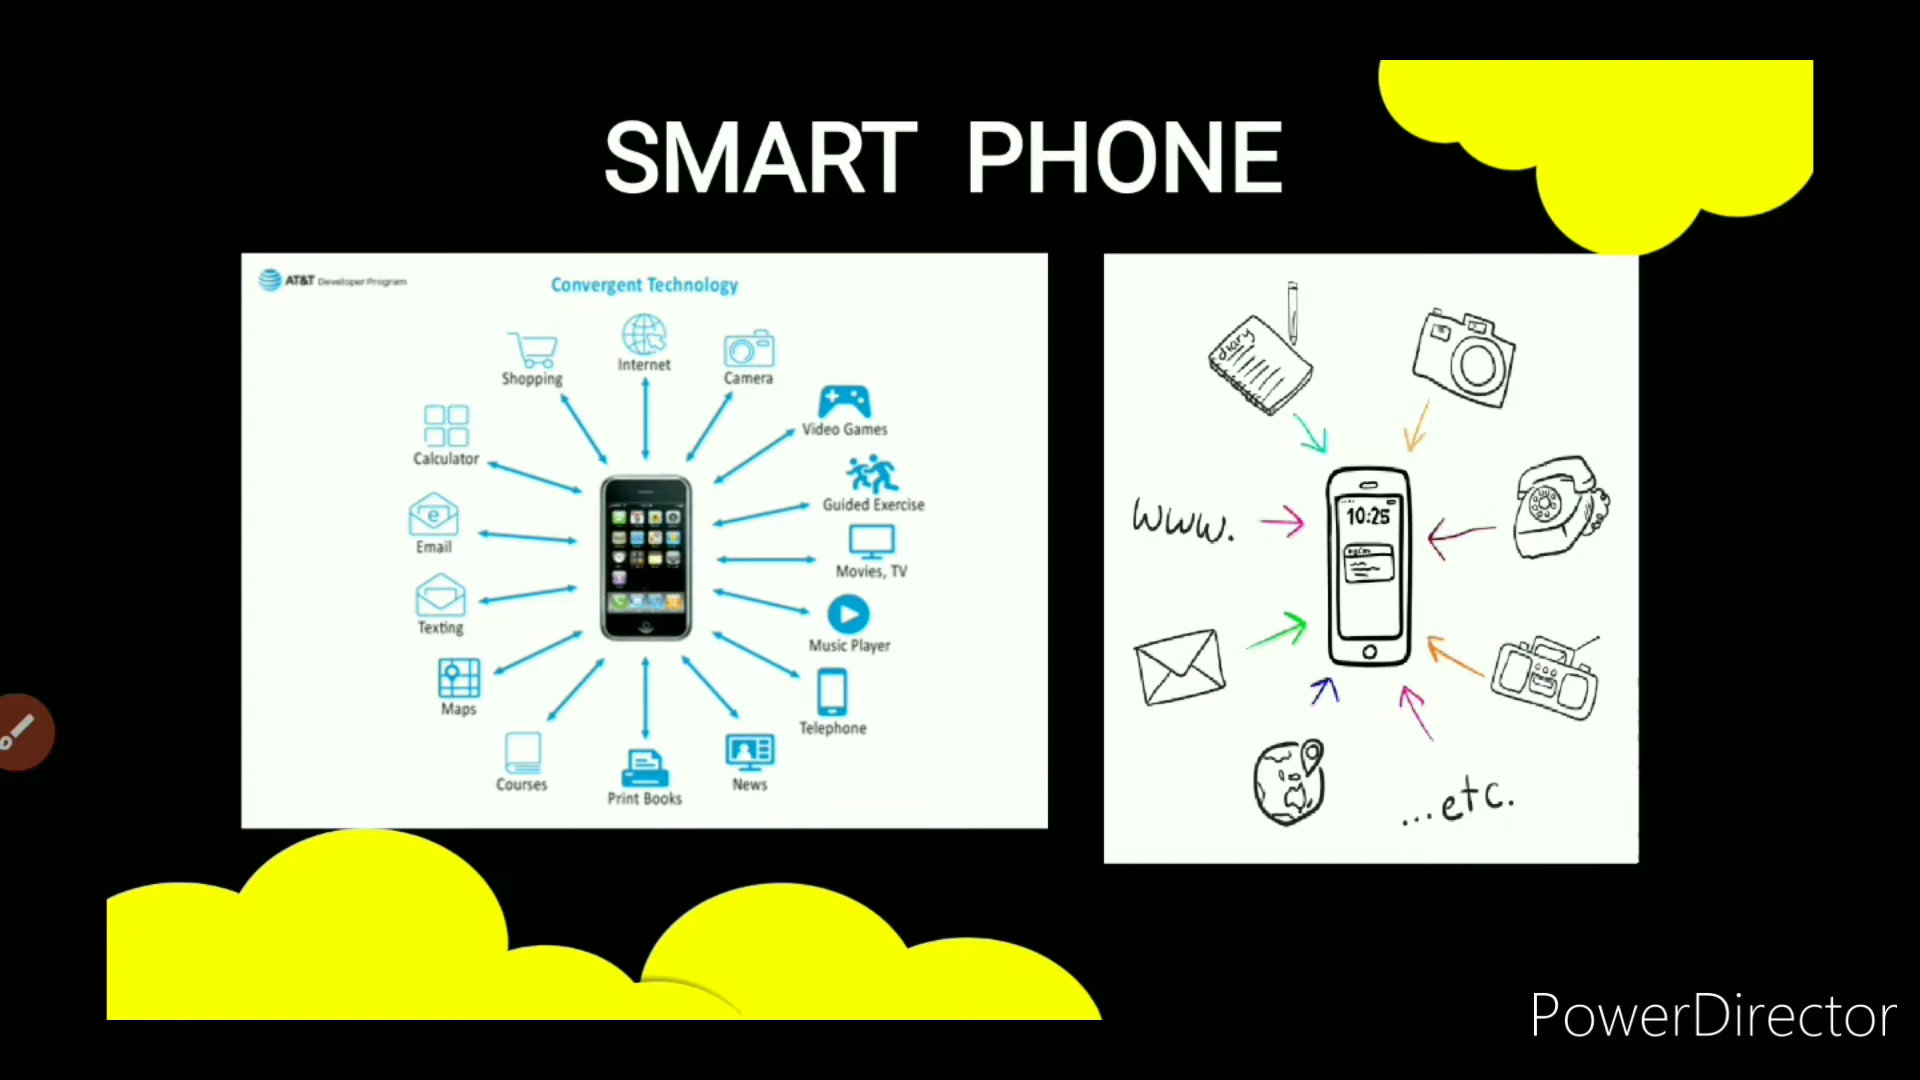 SMART PHONE
AT&T Developer Program
Convergent Technology
Shopping
Internet
Camera
Video Games
Calculator
Guided Exercise
Email
Movies, TV
Texting
Music Player
Maps
Telephone
Courses
Print Books
News
diary
www.
10:25
...etc.
PowerDirector